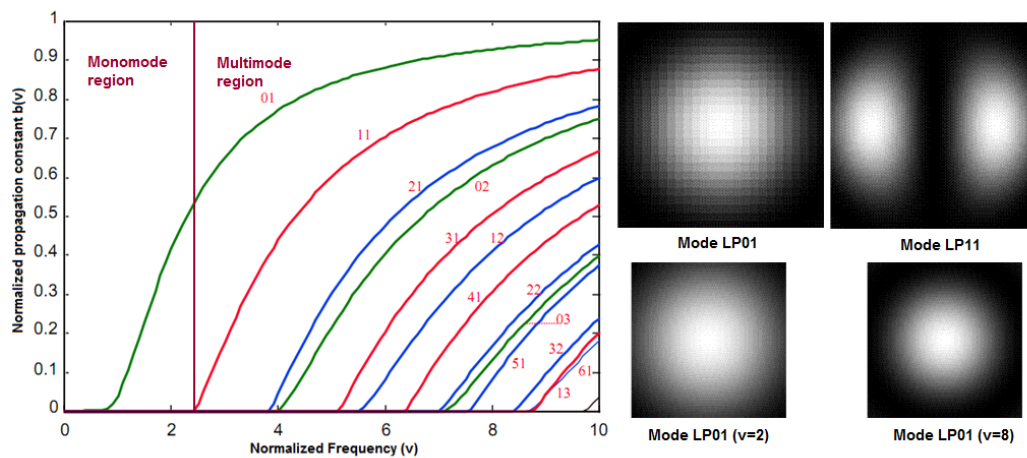 1
0.9
0.8
0.7
0.6
0.5
0.4
0.3
0.2
0.1
0
Normalized propagation constant b(v)
Monomode
region
Multimode
region
01
11
21
02
31
12
41
22
03
51
32
61
13
0 2 4 6 8 10
Normalized Frequency (v)
Mode LP01
Mode LP11
Mode LP01 (v=2)
Mode LP01 (v=8)